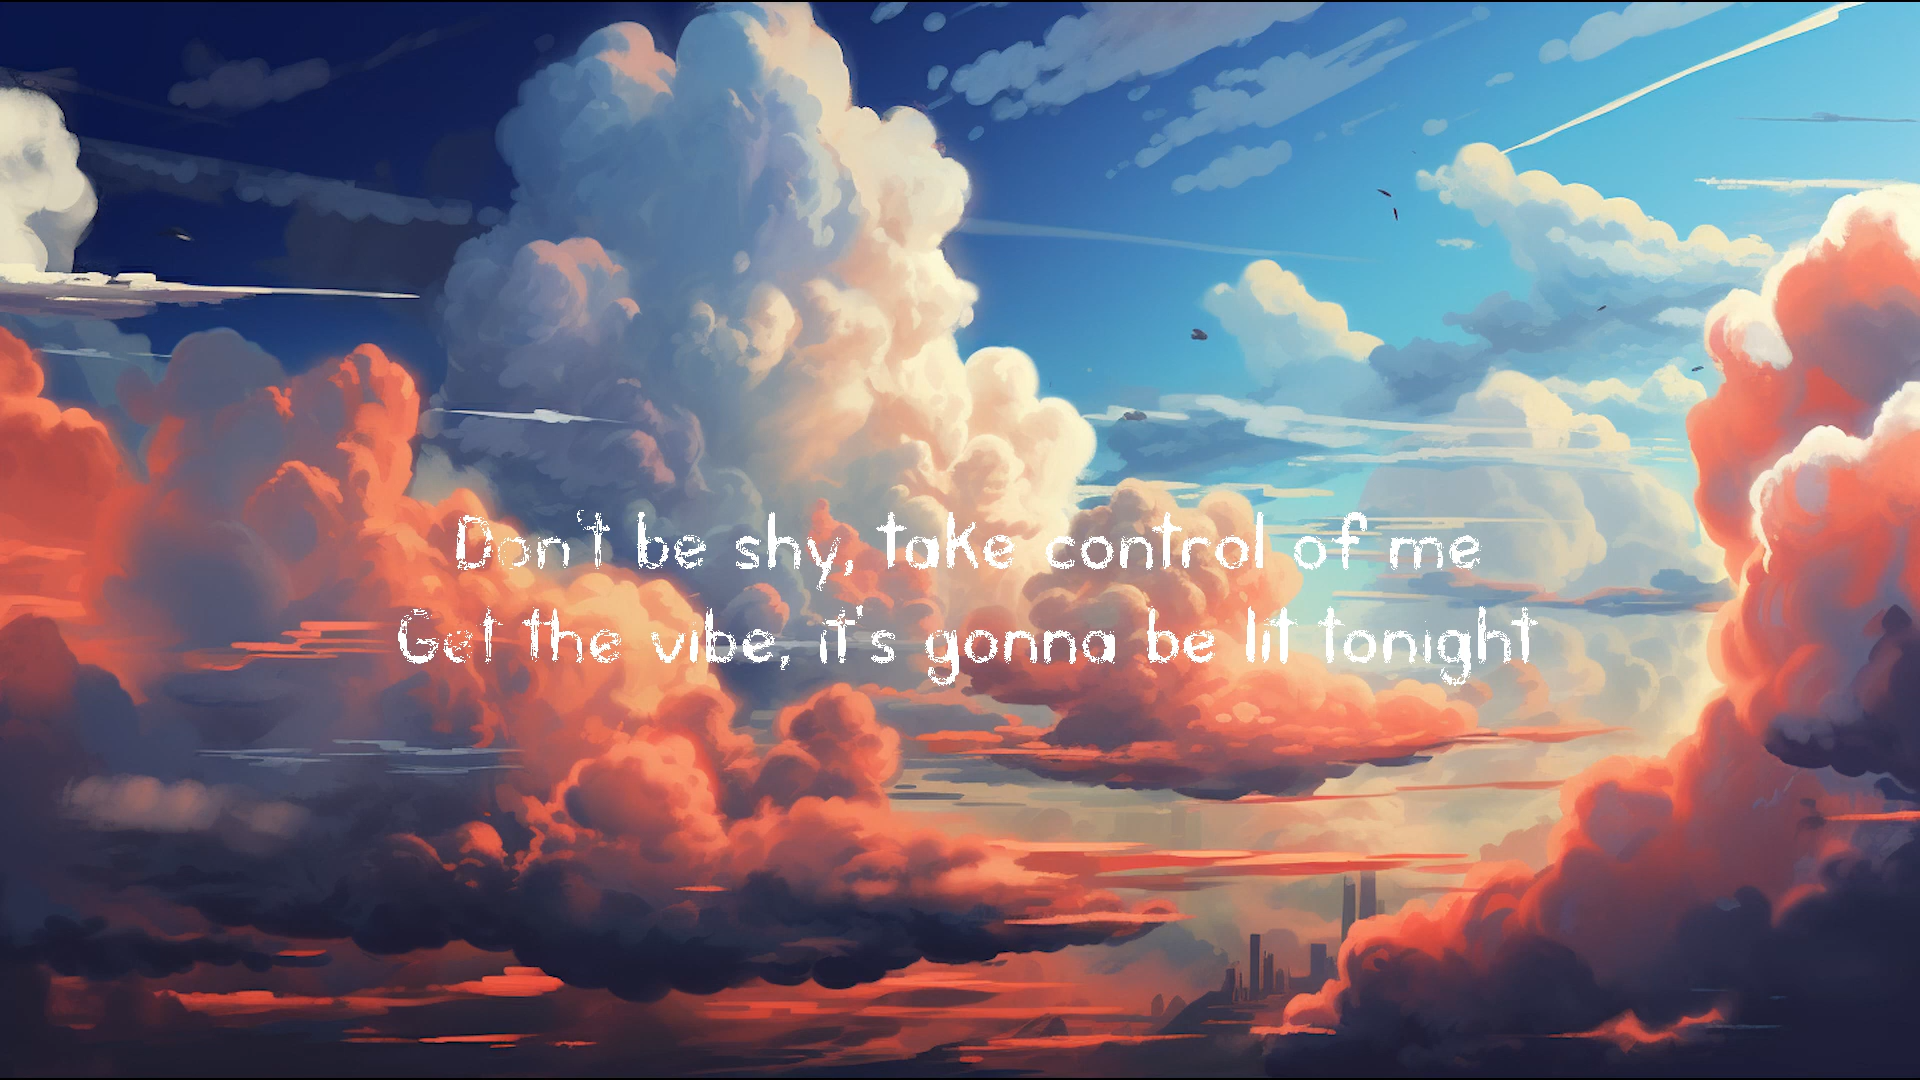 Don't be shy, take control of me
Get the vibe, it's gonna be lit tonight